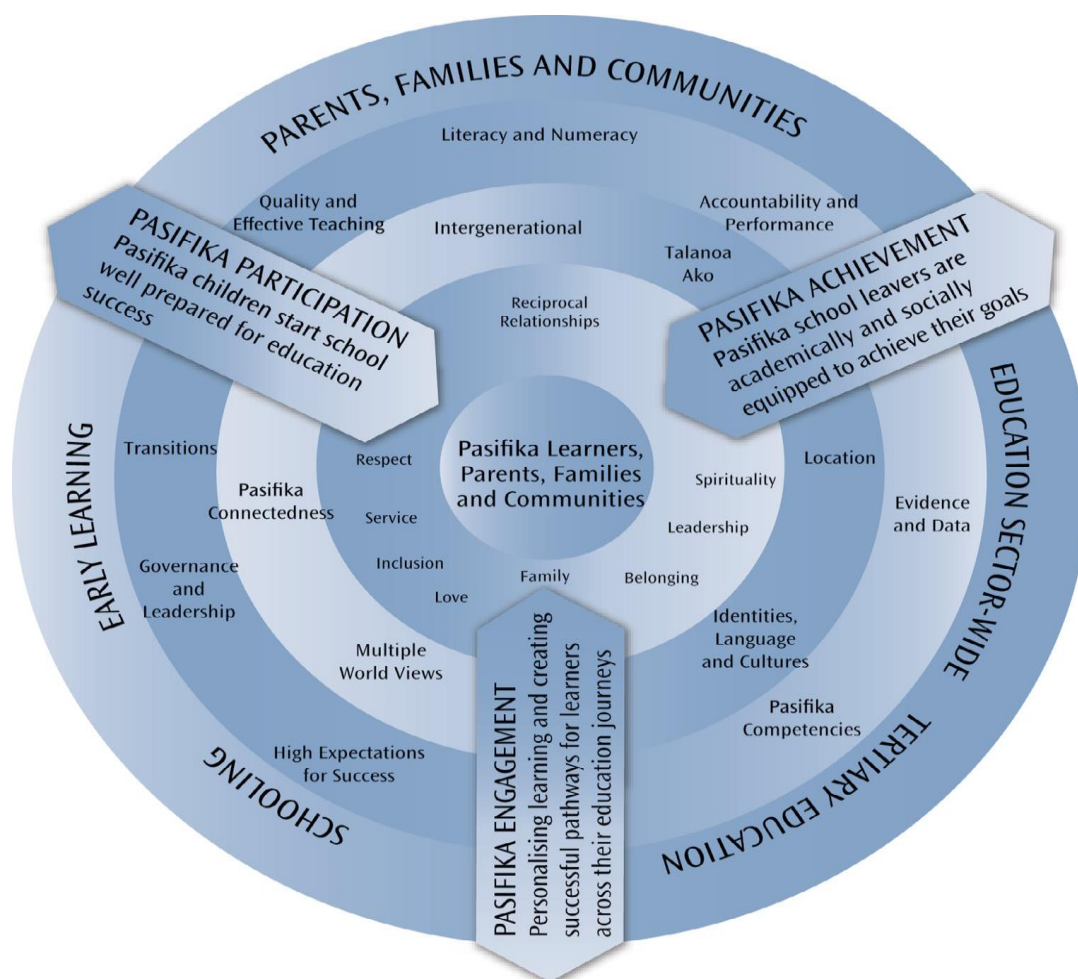 PARENTS, FAMILIES AND COMMUNITIES
Literacy and Numeracy
Quality and
Effective Teaching
Accountability and
Performance
Intergenerational
Talanoa
Ako
PASIFIKA PARTICIPATION
Pasifika children start school
well prepared for education
success
PASIFIKA ACHIEVEMENT
Pasifika school leavers are
academically and socially
equipped to achieve their goals
Reciprocal
Relationships
EARLY LEARNING
Transitions
Pasifika
Connectedness
Respect
Pasifika Learners,
Parents, Families
and Communities
Spirituality
Location
Evidence
and Data
EDUCATION SECTOR-WIDE
Service
Leadership
Governance
and
Leadership
Inclusion
Love
Family
Belonging
Multiple
World Views
Identities,
Language
and Cultures
Pasifika
Competencies
High Expectations
for Success
SCHOOLING
PASIFIKA ENGAGEMENT
Personalising learning and creating
successful pathways for learners
across their education journeys
TERTIARY EDUCATION